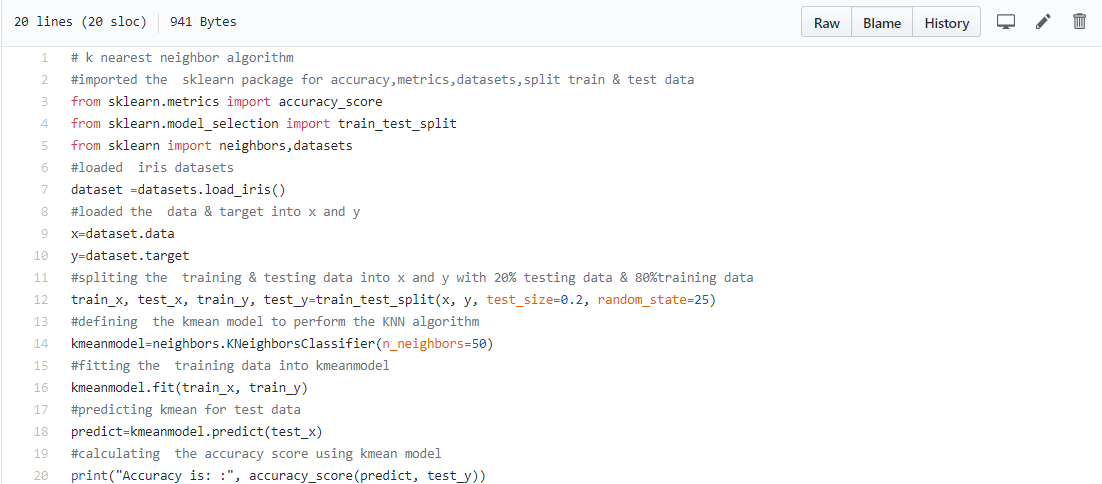 20 lines (20 sloc) 941 Bytes Raw Blame History
1 # k nearest neighbor algorithm
2 #imported the  sklearn package for accuracy,metrics,datasets,split train & test data
3 from sklearn.metrics import accuracy_score
4 from sklearn.model_selection import train_test_split
5 from sklearn import neighbors,datasets
6 #loaded  iris datasets
7 dataset =datasets.load_iris()
8 #loaded the  data & target into x and y
9 x=dataset.data
10 y=dataset.target
11 #spliting the  training & testing data into x and y with 20% testing data & 80%training data
12 train_x, test_x, train_y, test_y=train_test_split(x, y, test_size=0.2, random_state=25)
13 #defining  the kmean model to perform the KNN algorithm
14 kmeanmodel=neighbors.KNeighborsClassifier(n_neighbors=50)
15 #fitting the  training data into kmeanmodel
16 kmeanmodel.fit(train_x, train_y)
17 #predicting kmean for test data
18 predict=kmeanmodel.predict(test_x)
19 #calculating  the accuracy score using kmean model
20 print("Accuracy is: :", accuracy_score(predict, test_y))